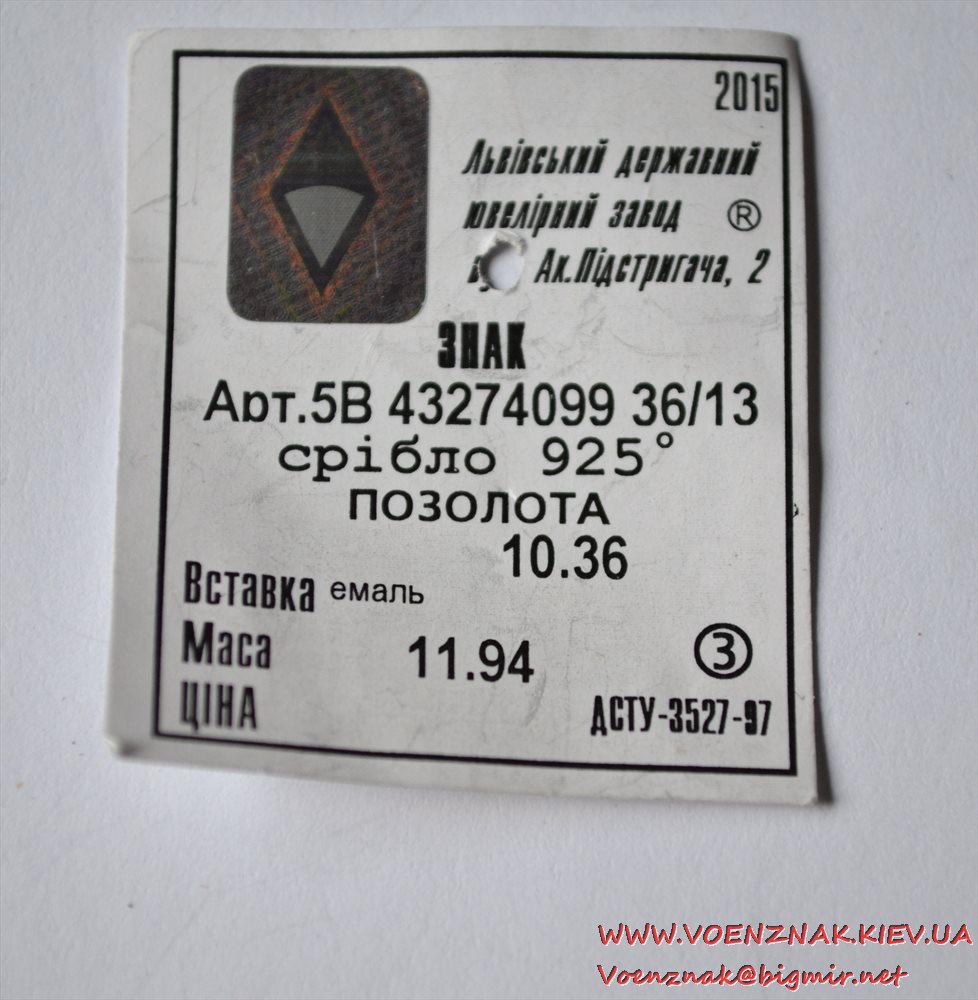 2015
Львівський державний
ювелірний завод ®
Ак.Підстригача, 2
ЗНАК
Арт.5В 43274099 36/13
срібло 925°
ПОЗОЛОТА
10.36
Вставка емаль
Маса 11.94 3
ЦІНА ДСТУ-3527-97
WWW.VOENZNAK.KIEV.UA
Voenznak@bigmir.net